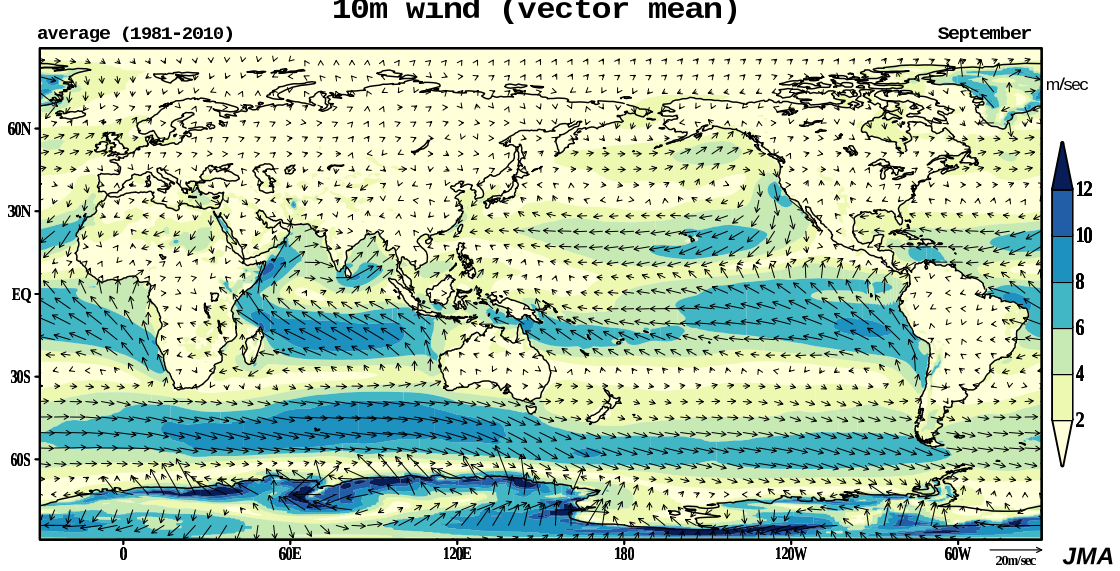 10m wind (vector mean)
average (1981-2010) September
m/sec
60N
30N
EQ
30S
60S
12
10
8
6
4
2
0 60E 120E 180 120W 60W
20m/sec
JMA